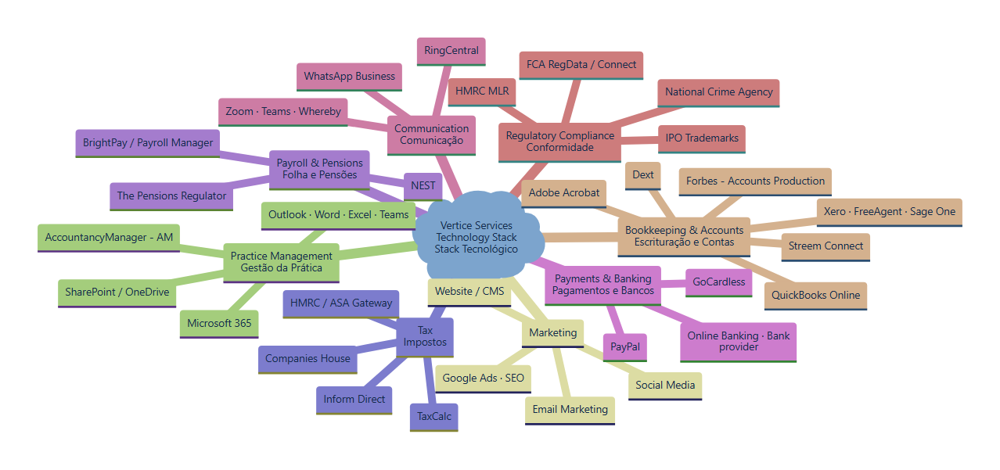 RingCentral
WhatsApp Business
Zoom · Teams · Whereby
Communication
Comunicação
FCA RegData / Connect
HMRC MLR
National Crime Agency
IPO Trademarks
Regulatory Compliance
Conformidade
BrightPay / Payroll Manager
The Pensions Regulator
NEST
Payroll & Pensions
Folha e Pensões
Vertice Services
Technology Stack
Stack Tecnológico
Adobe Acrobat
Dext
Forbes - Accounts Production
Xero · FreeAgent · Sage One
Streem Connect
QuickBooks Online
Bookkeeping & Accounts
Escrituração e Contas
Outlook · Word · Excel · Teams
AccountancyManager - AM
SharePoint / OneDrive
Microsoft 365
Practice Management
Gestão da Prática
Payments & Banking
Pagamentos e Bancos
GoCardless
PayPal
Online Banking · Bank
provider
HMRC / ASA Gateway
Tax
Impostos
Companies House
Inform Direct
TaxCalc
Website / CMS
Marketing
Google Ads · SEO
Email Marketing
Social Media